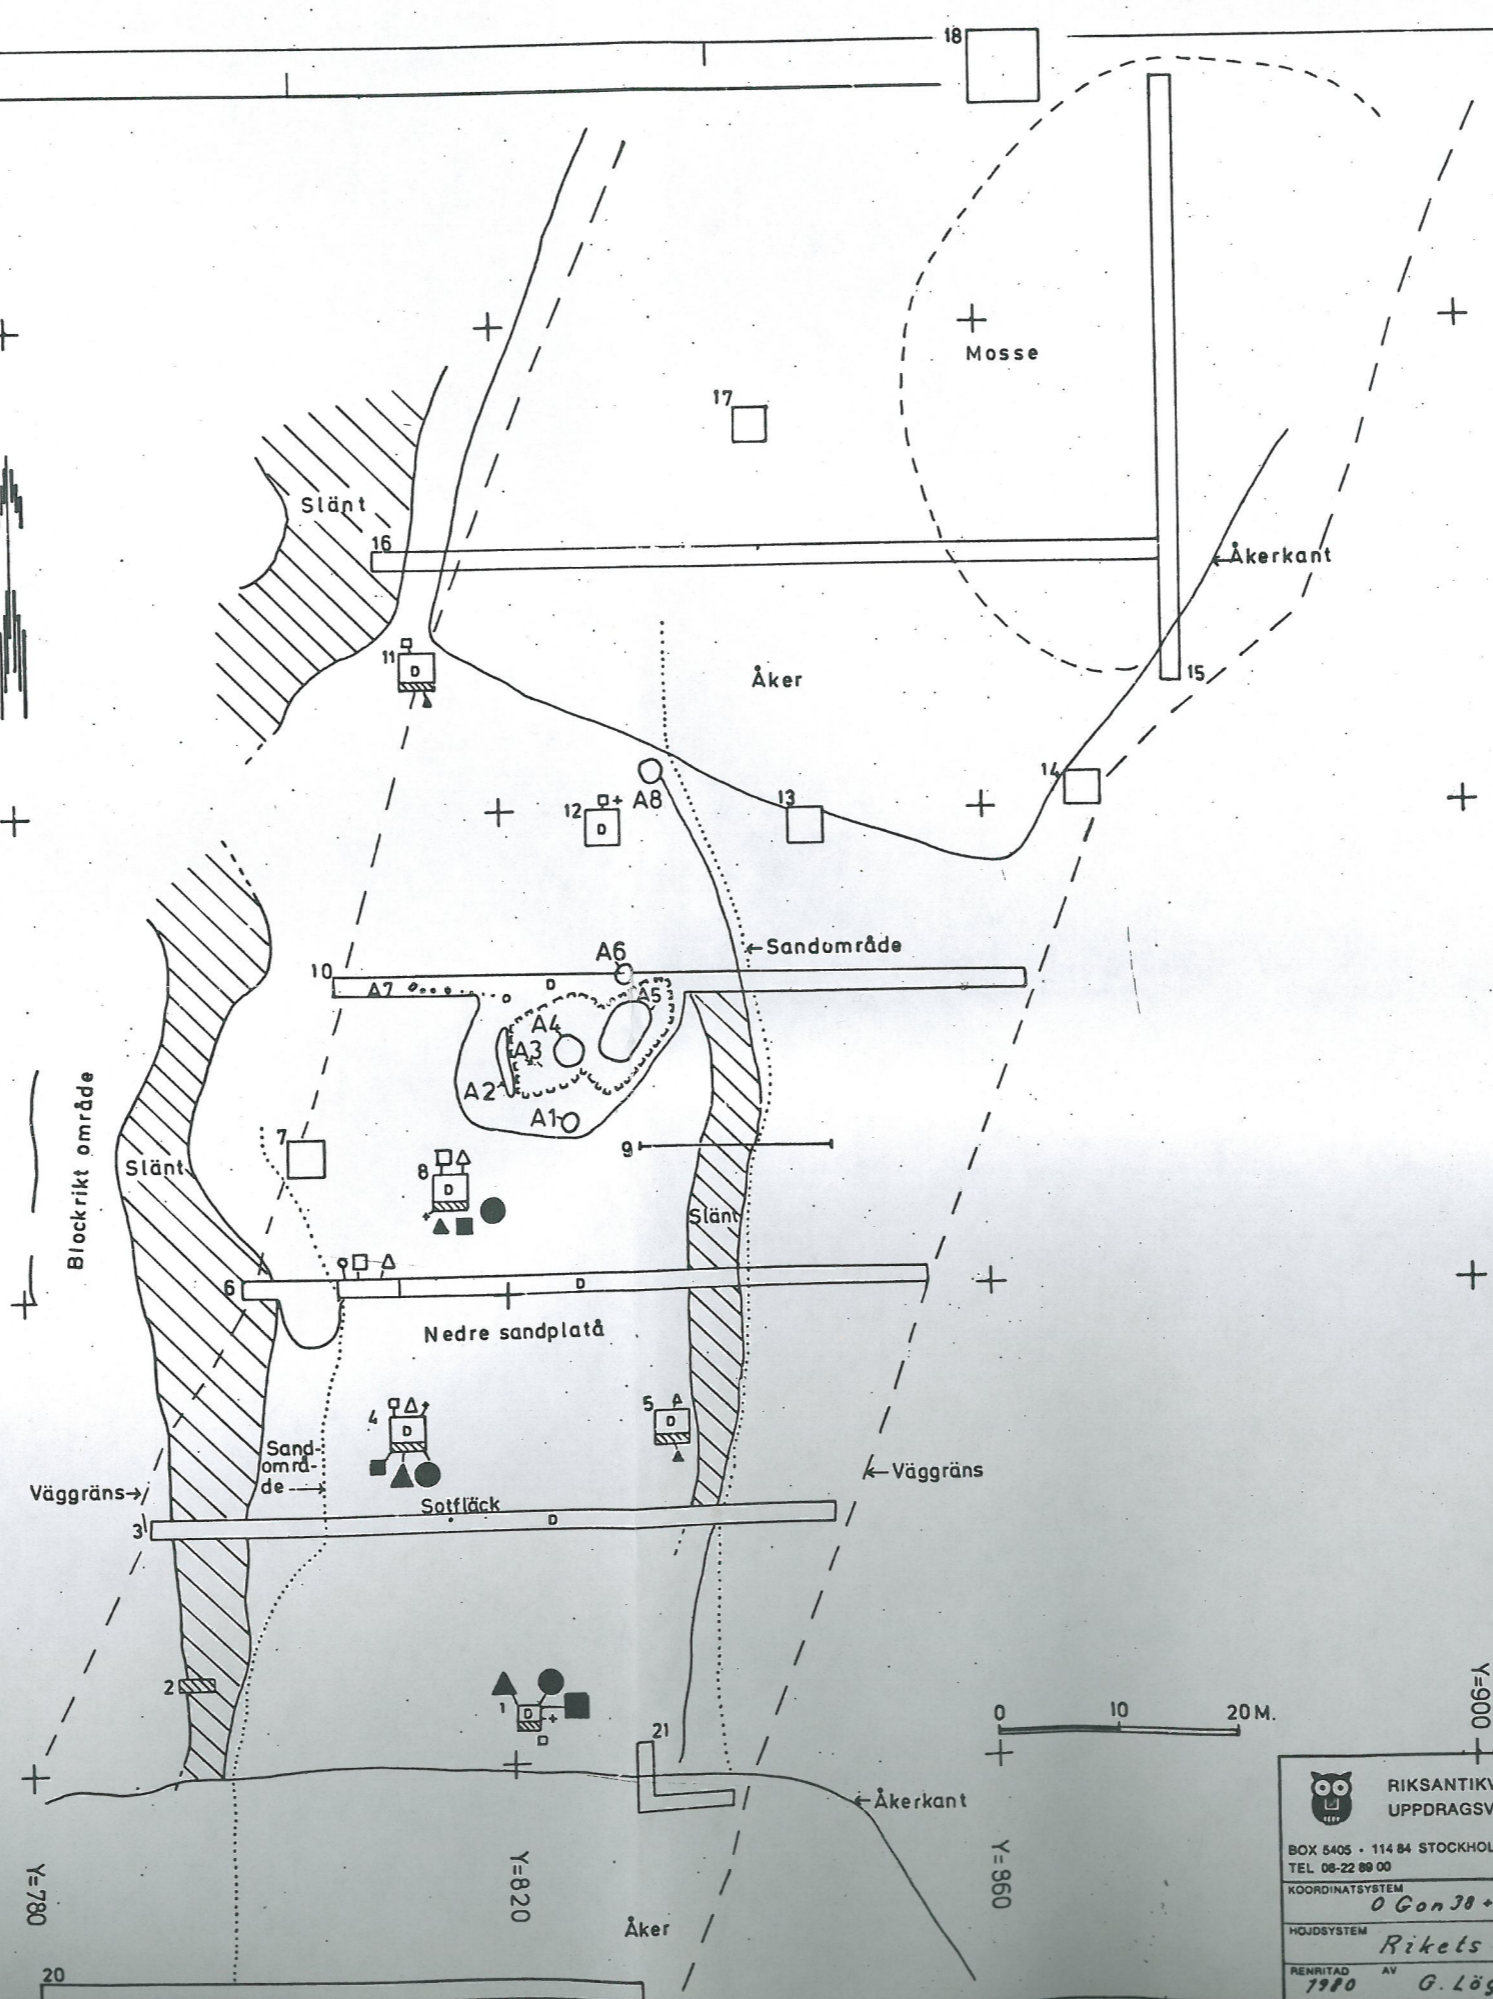 18
Mosse
17
Slänt
16
←Åkerkant
11
D
Åker
15
14
A8
12
D
13
←Sandområde
A6
10
A7
D
A5
A4
A3
A2
A1
Blockrikt område
7
9
8
D
Slänt
Slänt
6
D
Nedre sandplatå
4
D
5
D
Sand-
områ-
de→
Väggräns→
←Väggräns
Sotfläck
3
D
2
1
D
21
0 10 20M.
Y=900
←Åkerkant
RIKSANTIKV
UPPDRAGSV
BOX 5405 · 114 84 STOCKHOL
TEL 08-22 89 00
KOORDINATSYSTEM
0 Gon 38 +
HÖJDSYSTEM
Rikets
RENRITAD AV
1980 G. Lög
Y=780
Y=820
Y=860
Åker
20